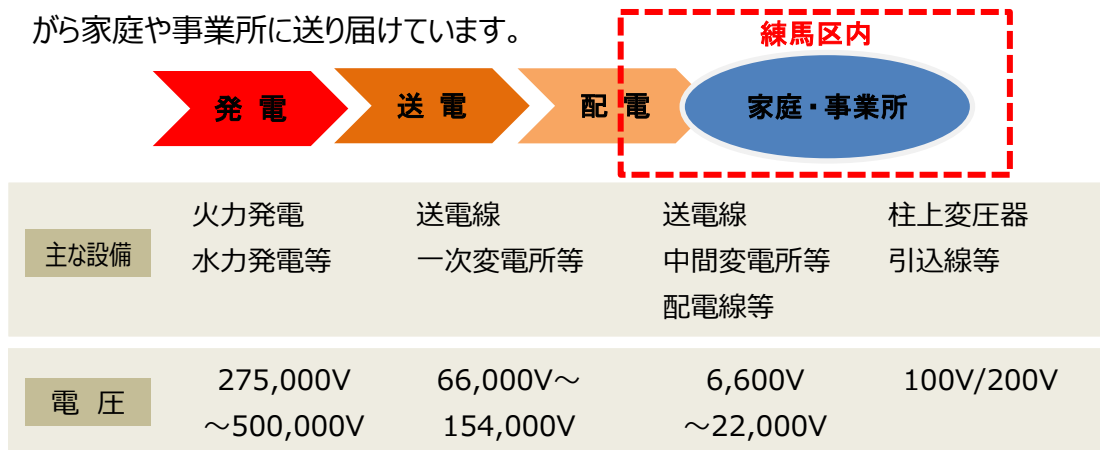 がら家庭や事業所に送り届けています。
練馬区内
発 電 送 電 配 電 家庭・事業所
主な設備
火力発電 送電線 送電線 柱上変圧器
水力発電等 一次変電所等 中間変電所等 引込線等
配電線等
電 圧
275,000V 66,000V～ 6,600V 100V/200V
～500,000V 154,000V ～22,000V